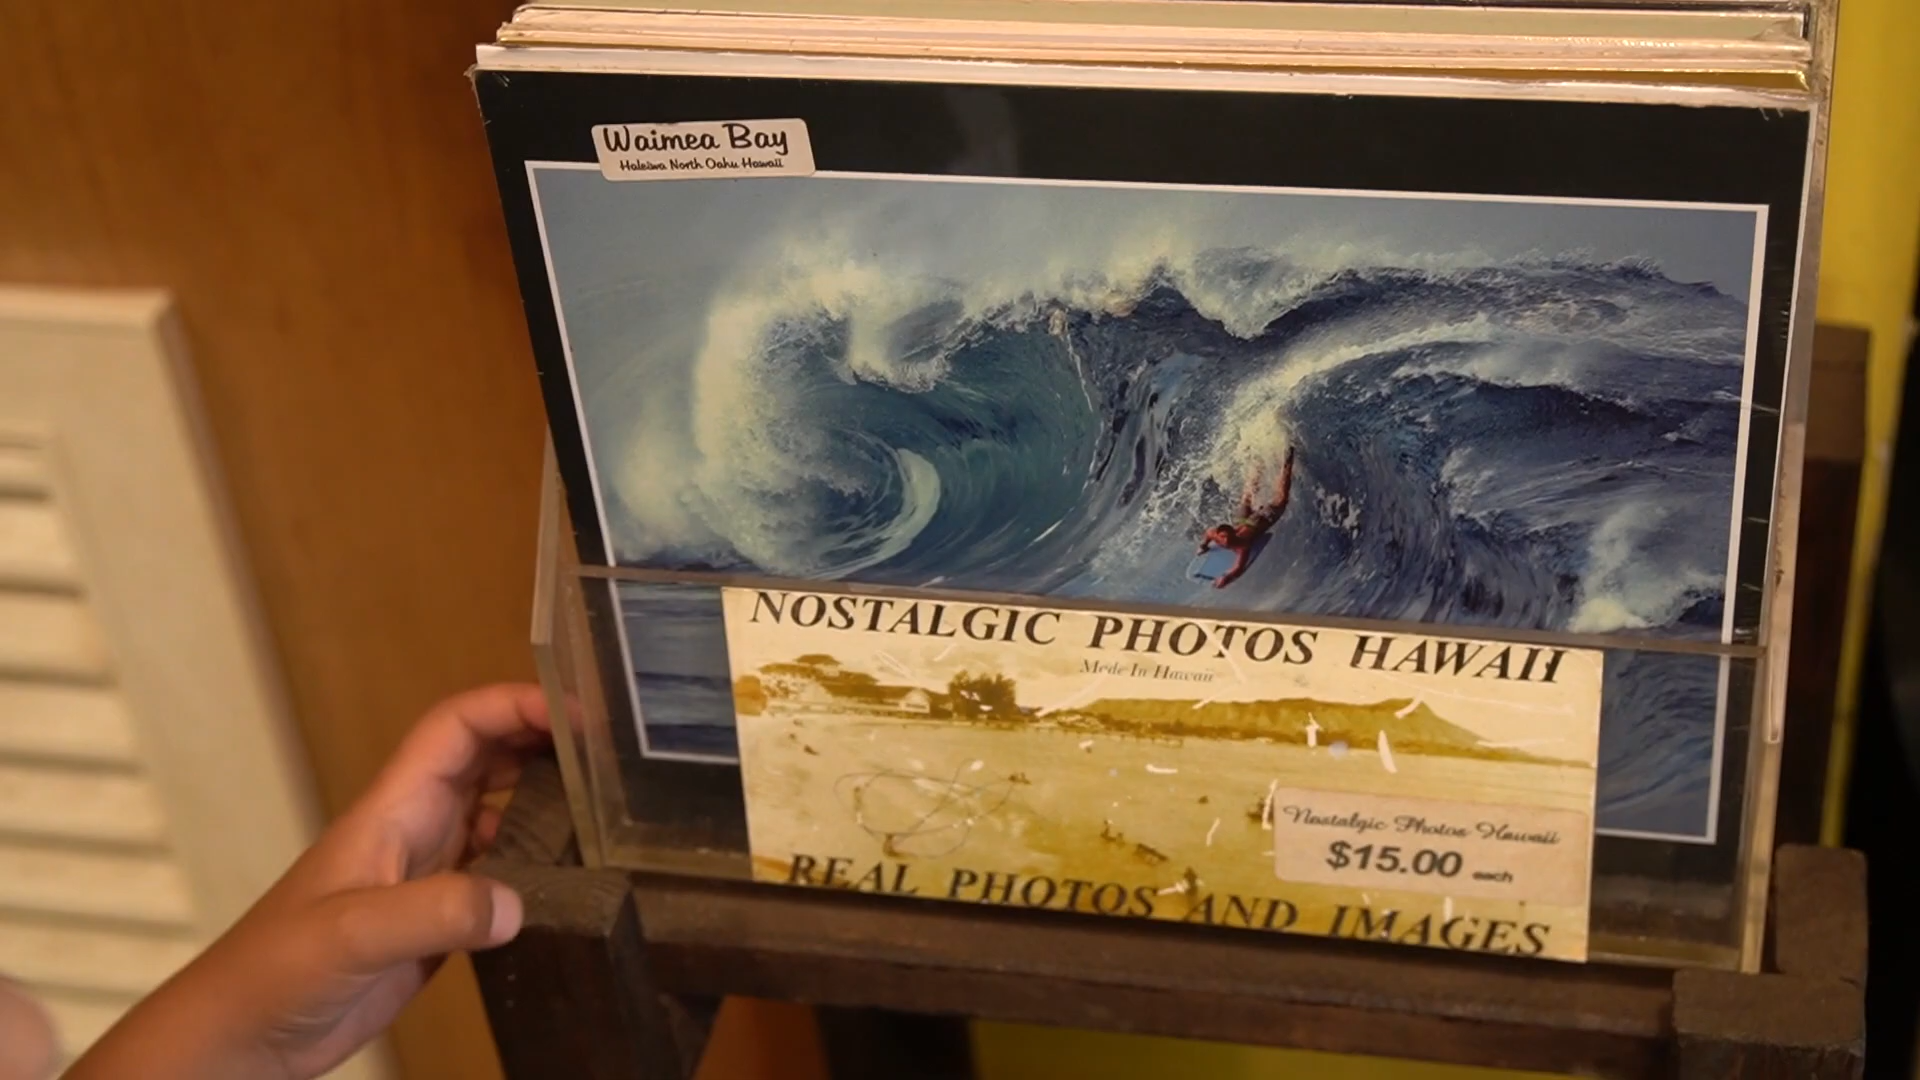 Waimea Bay
Haleiwa North Oahu Hawaii
NOSTALGIC PHOTOS HAWAII
Made In Hawaii
Nostalgic Photos Hawaii
$15.00 each
REAL PHOTOS AND IMAGES